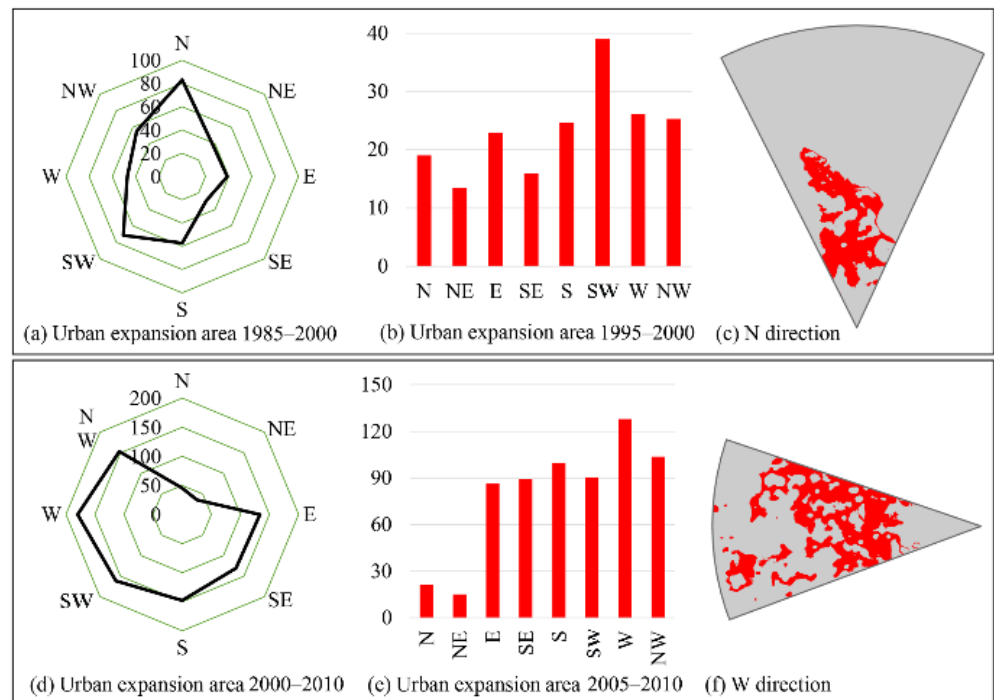 N
NE
E
SE
S
SW
W
NW
100
80
60
40
20
0
(a) Urban expansion area 1985–2000
40
30
20
10
0
N NE E SE S SW W NW
(b) Urban expansion area 1995–2000
(c) N direction
N
NE
E
SE
S
SW
W
N
W
200
150
100
50
0
(d) Urban expansion area 2000–2010
150
120
90
60
30
0
N NE E SE S SW W NW
(e) Urban expansion area 2005–2010
(f) W direction